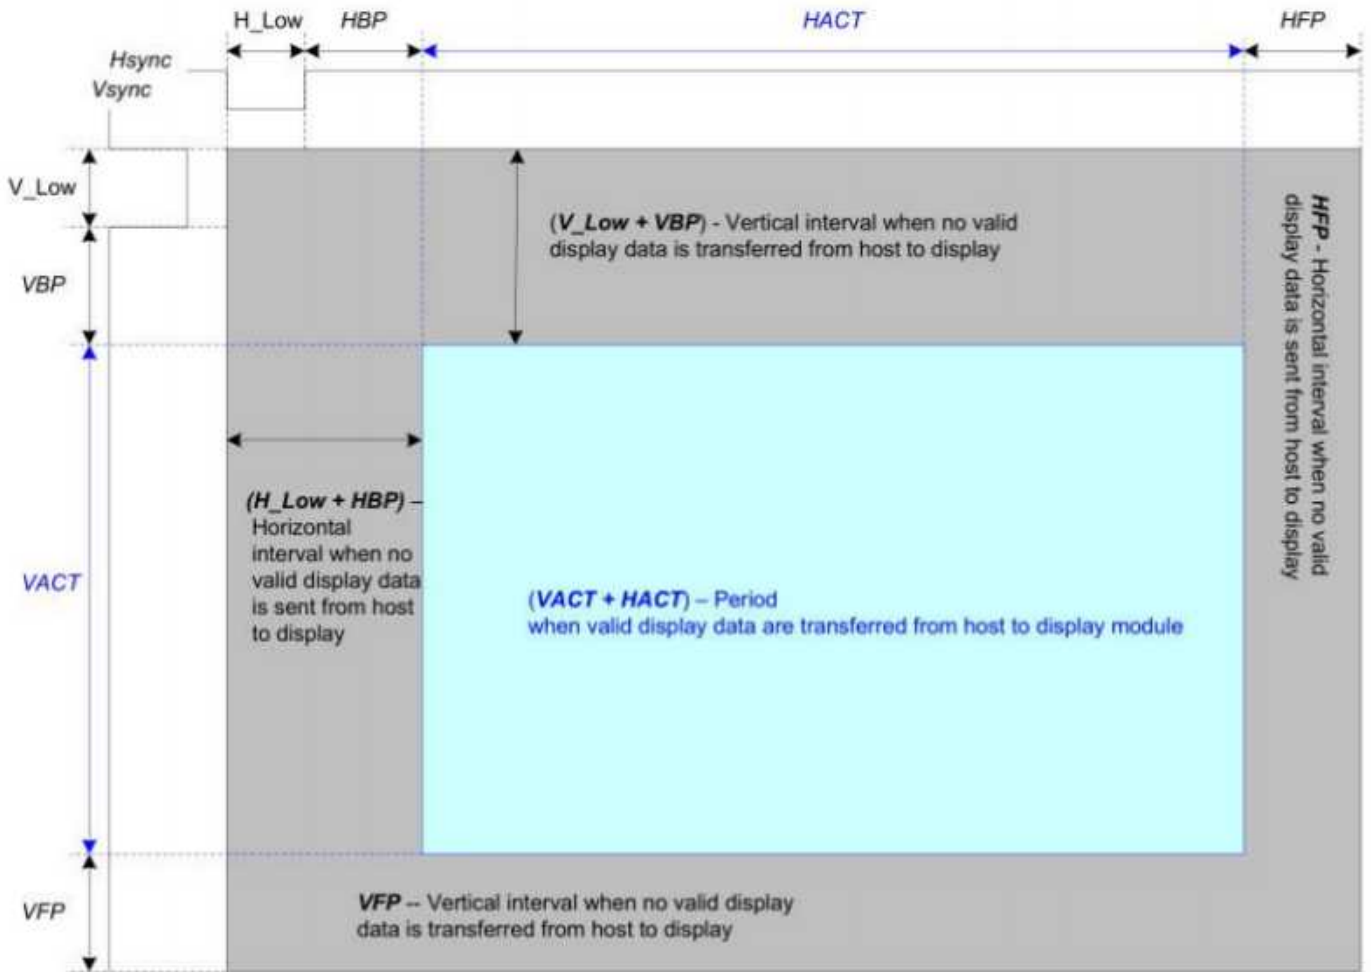 H_Low
HBP
HACT
HFP
Hsync
Vsync
V_Low
(V_Low + VBP) - Vertical interval when no valid
display data is transferred from host to display
HFP - Horizontal interval when no valid
display data is sent from host to display
VBP
(H_Low + HBP) –
Horizontal
interval when no
valid display data
is sent from host
to display
VACT
(VACT + HACT) – Period
when valid display data are transferred from host to display module
VFP
VFP -- Vertical interval when no valid display
data is transferred from host to display